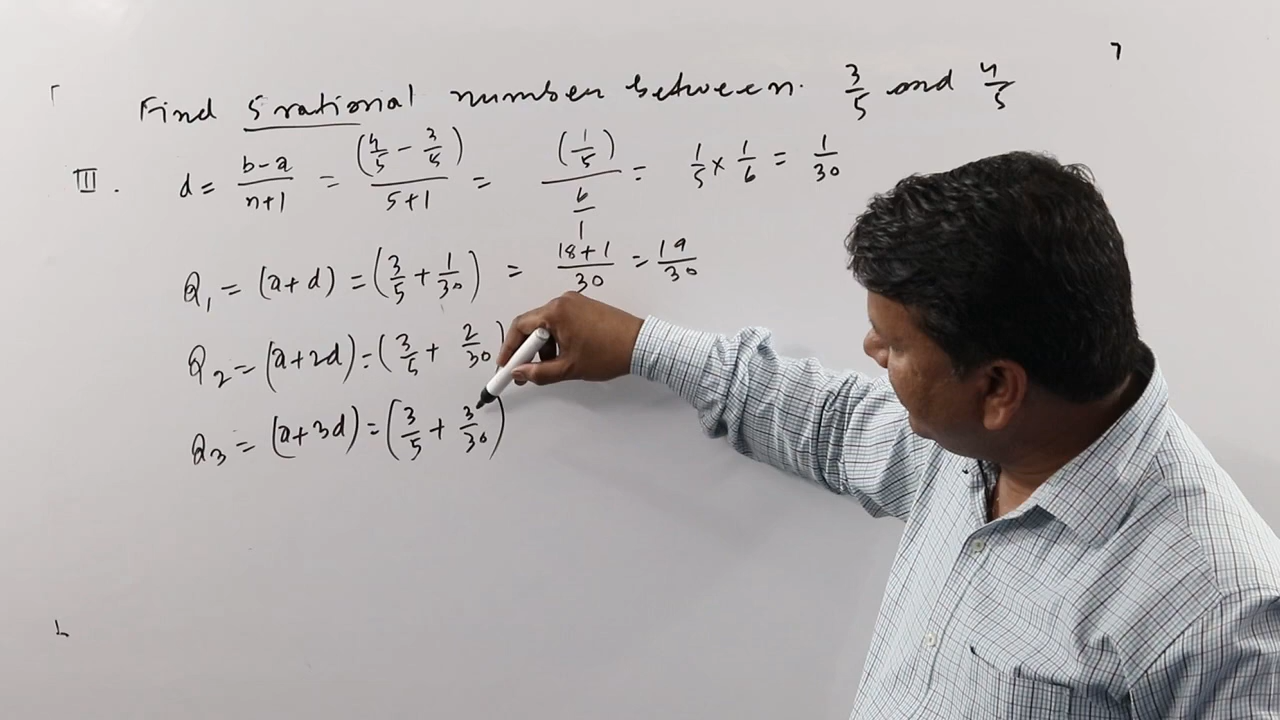 Find 5 rational number between. 3/5 and 4/5
III. d = (b-a)/(n+1) = (4/5 - 3/5)/(5+1) = (1/5)/(6/1) = 1/5 × 1/6 = 1/30
Q₁ = (a+d) = (3/5 + 1/30) = (18+1)/30 = 19/30
Q₂ = (a+2d) = (3/5 + 2/30)
Q₃ = (a+3d) = (3/5 + 3/30)